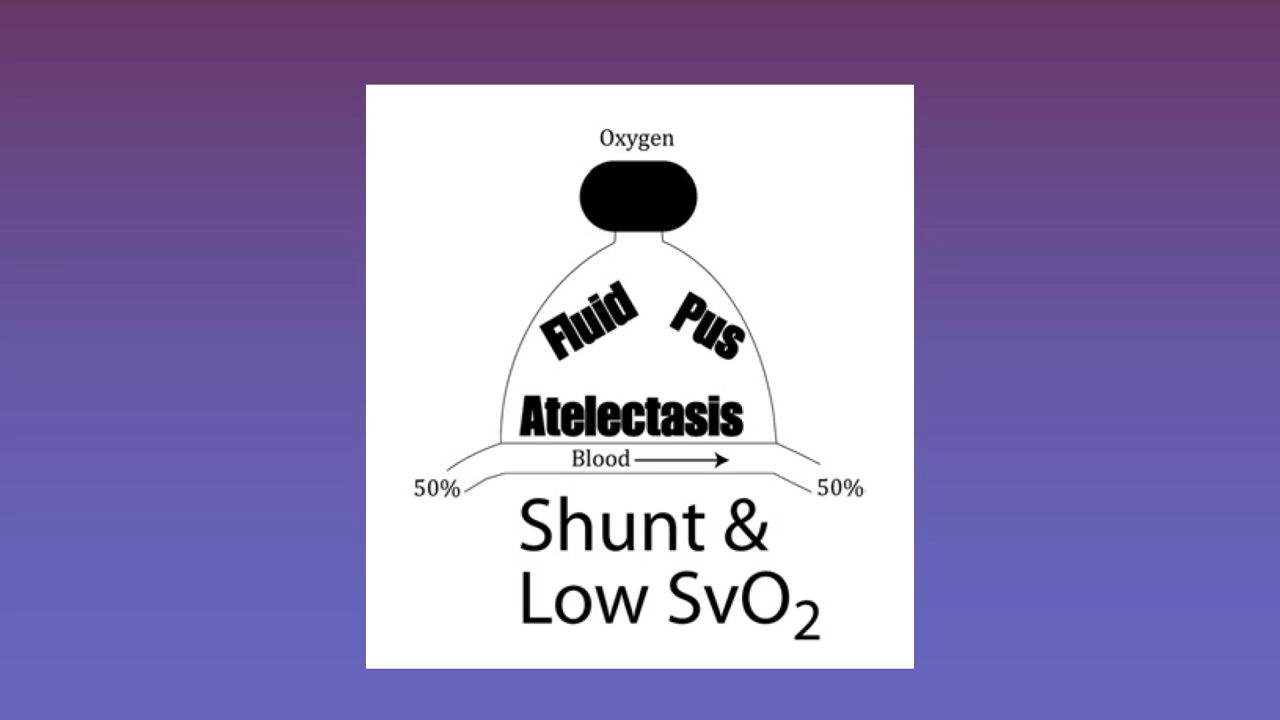 Oxygen
Fluid
Pus
Atelectasis
Blood
50%
50%
Shunt &
Low SvO₂